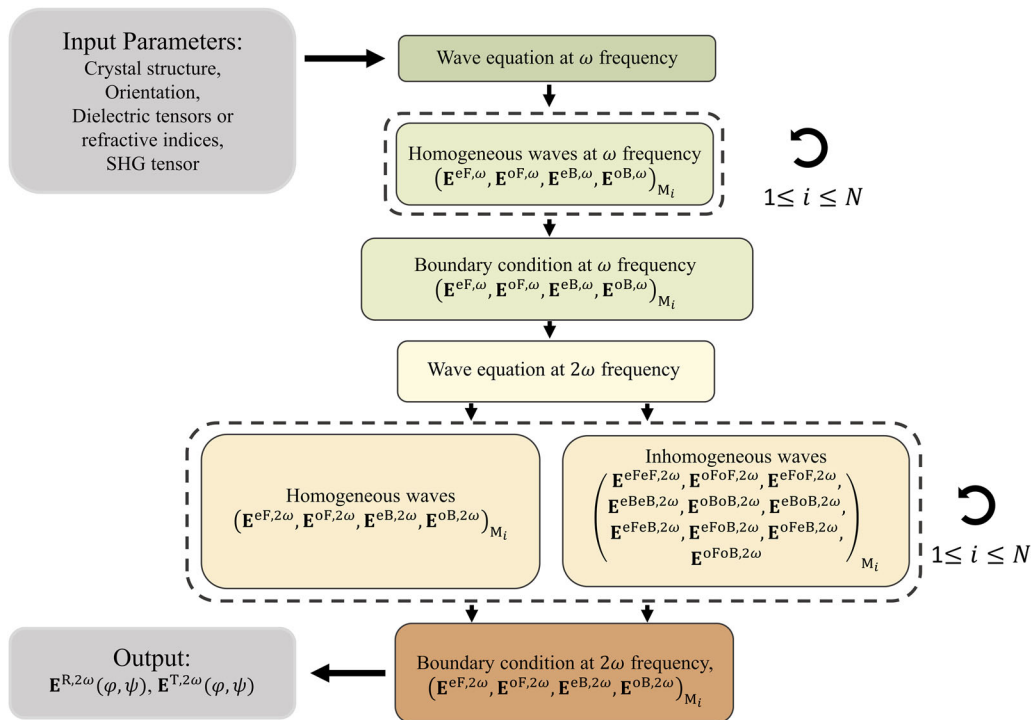 Input Parameters:
Crystal structure,
Orientation,
Dielectric tensors or
refractive indices,
SHG tensor
Wave equation at ω frequency
Homogeneous waves at ω frequency
(E^{eF,ω}, E^{oF,ω}, E^{eB,ω}, E^{oB,ω})_{M_i}
1≤ i ≤ N
Boundary condition at ω frequency
(E^{eF,ω}, E^{oF,ω}, E^{eB,ω}, E^{oB,ω})_{M_i}
Wave equation at 2ω frequency
Homogeneous waves
(E^{eF,2ω}, E^{oF,2ω}, E^{eB,2ω}, E^{oB,2ω})_{M_i}
Inhomogeneous waves
(E^{eFeF,2ω}, E^{oFoF,2ω}, E^{eFoF,2ω},
E^{eBeB,2ω}, E^{oBoB,2ω}, E^{eBoB,2ω},
E^{eFeB,2ω}, E^{eFoB,2ω}, E^{oFeB,2ω},
E^{oFoB,2ω})_{M_i}
1≤ i ≤ N
Boundary condition at 2ω frequency,
(E^{eF,2ω}, E^{oF,2ω}, E^{eB,2ω}, E^{oB,2ω})_{M_i}
Output:
E^{R,2ω}(φ, ψ), E^{T,2ω}(φ, ψ)